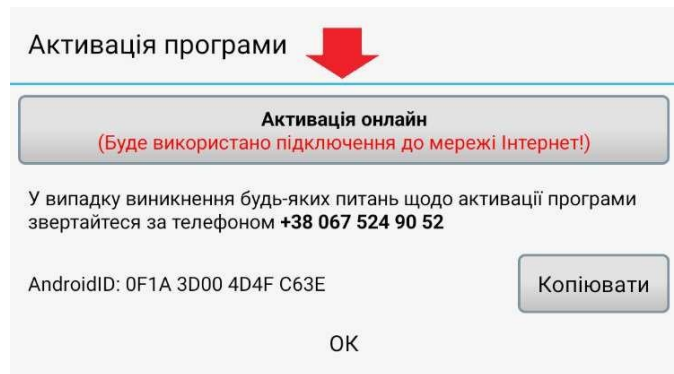 Активація програми
Активація онлайн
(Буде використано підключення до мережі Інтернет!)
У випадку виникнення будь-яких питань щодо активації програми
звертайтеся за телефоном +38 067 524 90 52
AndroidID: 0F1A 3D00 4D4F C63E
Копіювати
ОК